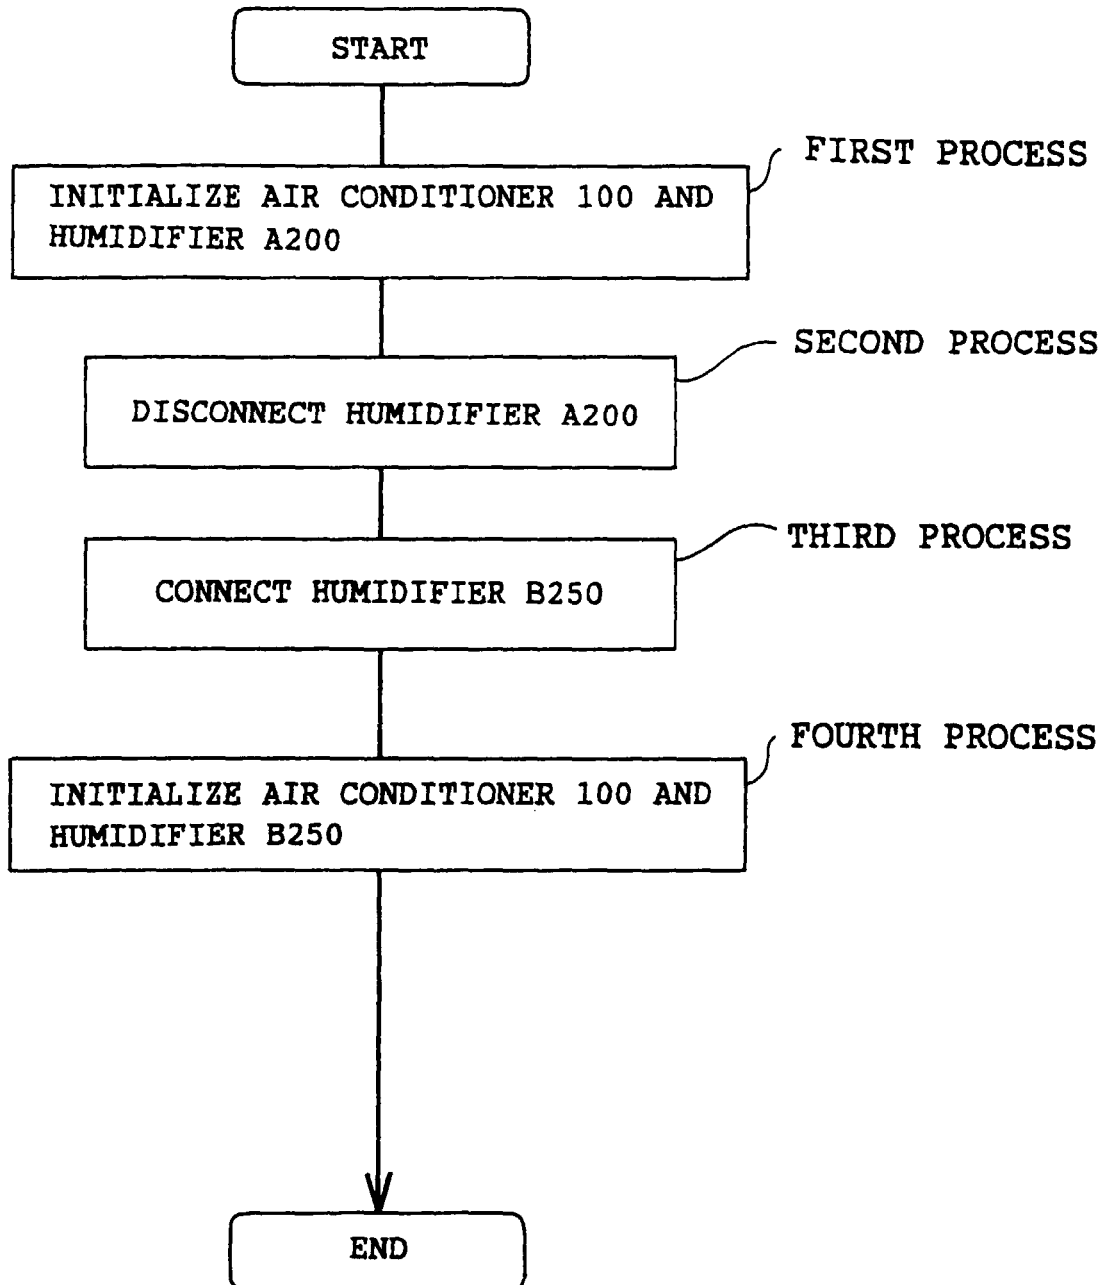 START
FIRST PROCESS
INITIALIZE AIR CONDITIONER 100 AND
HUMIDIFIER A200
SECOND PROCESS
DISCONNECT HUMIDIFIER A200
THIRD PROCESS
CONNECT HUMIDIFIER B250
FOURTH PROCESS
INITIALIZE AIR CONDITIONER 100 AND
HUMIDIFIER B250
END